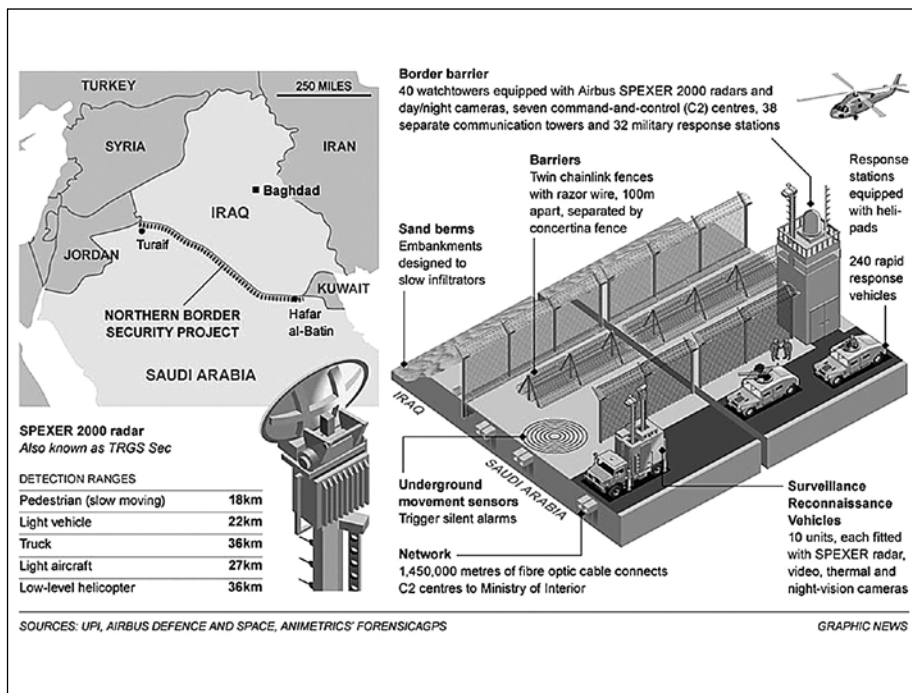 TURKEY
250 MILES
SYRIA
IRAN
Baghdad
IRAQ
JORDAN
Turaif
KUWAIT
NORTHERN BORDER
SECURITY PROJECT
Hafar
al-Batin
SAUDI ARABIA
SPEXER 2000 radar
Also known as TRGS Sec
DETECTION RANGES
Pedestrian (slow moving) 18km
Light vehicle 22km
Truck 36km
Light aircraft 27km
Low-level helicopter 36km
Border barrier
40 watchtowers equipped with Airbus SPEXER 2000 radars and
day/night cameras, seven command-and-control (C2) centres, 38
separate communication towers and 32 military response stations
Barriers
Twin chainlink fences
with razor wire, 100m
apart, separated by
concertina fence
Response
stations
equipped
with heli-
pads
240 rapid
response
vehicles
Sand berms
Embankments
designed to
slow infiltrators
IRAQ
SAUDI ARABIA
Underground
movement sensors
Trigger silent alarms
Network
1,450,000 metres of fibre optic cable connects
C2 centres to Ministry of Interior
Surveillance
Reconnaissance
Vehicles
10 units, each fitted
with SPEXER radar,
video, thermal and
night-vision cameras
SOURCES: UPI, AIRBUS DEFENCE AND SPACE, ANIMETRICS' FORENSICAGPS
GRAPHIC NEWS